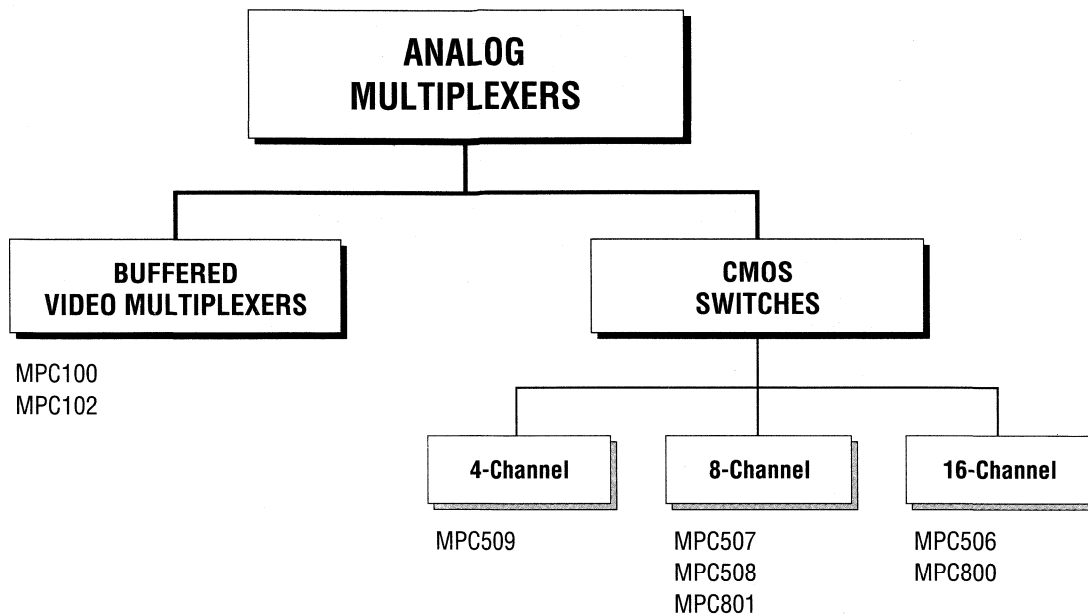 ANALOG
MULTIPLEXERS
BUFFERED
VIDEO MULTIPLEXERS
MPC100
MPC102
CMOS
SWITCHES
4-Channel
MPC509
8-Channel
MPC507
MPC508
MPC801
16-Channel
MPC506
MPC800